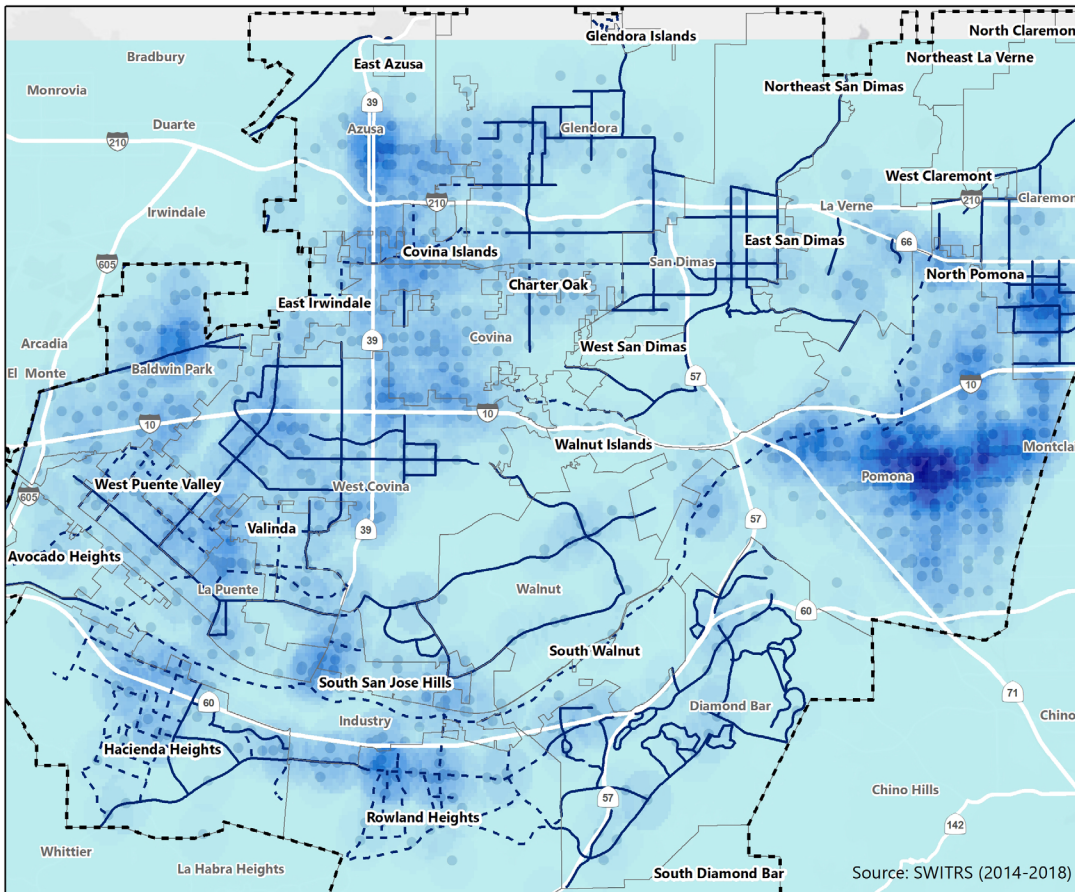 Glendora Islands
North Claremon
Northeast La Verne
Bradbury
East Azusa
Northeast San Dimas
Monrovia
39
Duarte
Azusa
Glendora
210
West Claremont
210
Claremon
210
La Verne
Irwindale
66
East San Dimas
Covina Islands
San Dimas
605
North Pomona
Charter Oak
East Irwindale
Arcadia
39
Covina
West San Dimas
El Monte
Baldwin Park
57
10
10
10
Walnut Islands
Montclai
Pomona
West Puente Valley
West Covina
605
Valinda
39
57
Avocado Heights
La Puente
Walnut
60
South Walnut
South San Jose Hills
71
60
Industry
Diamond Bar
Chino
Hacienda Heights
Chino Hills
57
Rowland Heights
142
Whittier
La Habra Heights
South Diamond Bar
Source: SWITRS (2014-2018)